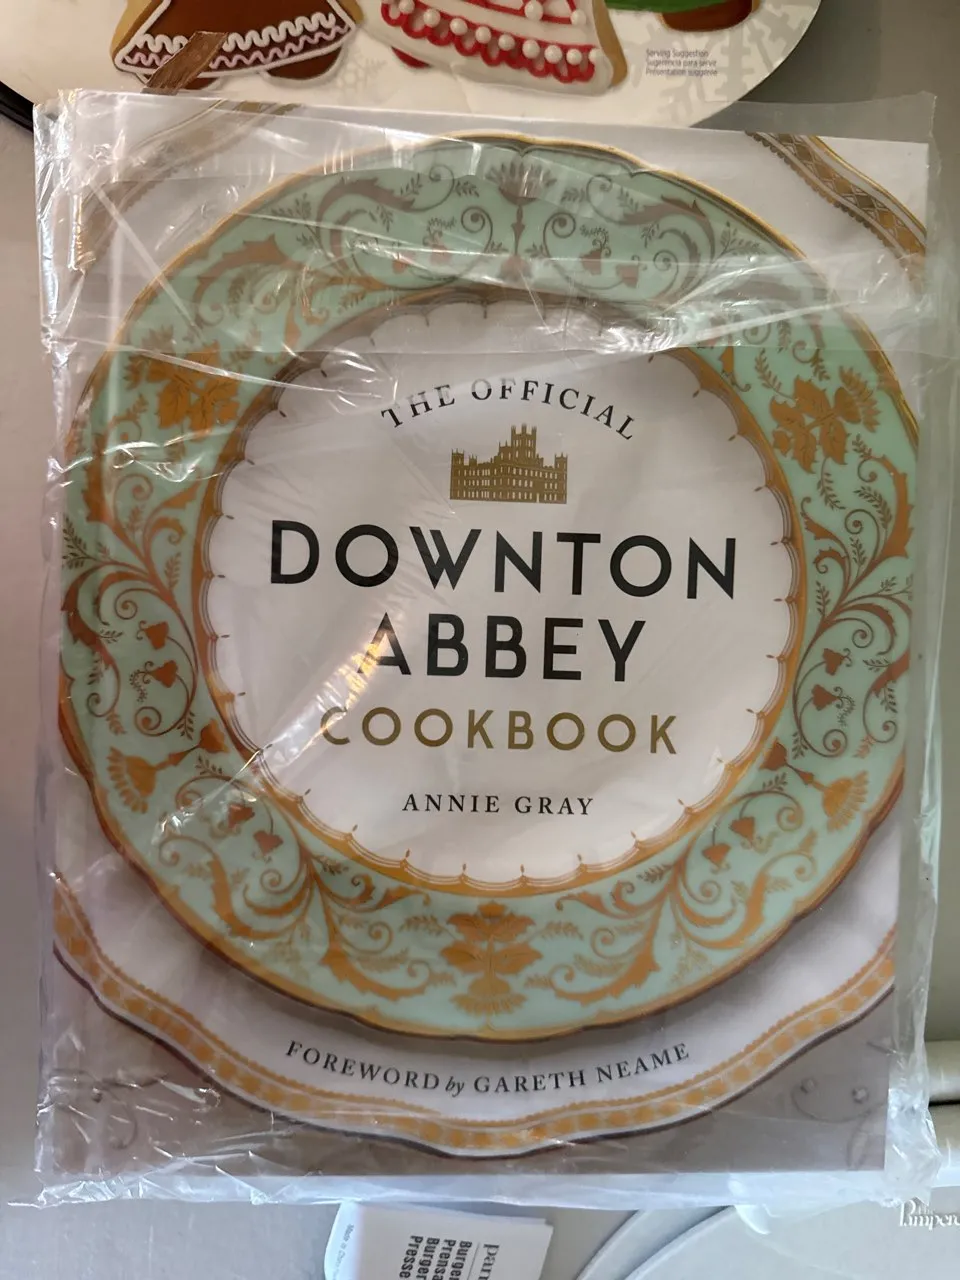 Serving Suggestion
Sugerencia para servir
Présentation suggérée
THE OFFICIAL
DOWNTON
ABBEY
COOKBOOK
ANNIE GRAY
FOREWORD by GARETH NEAME
Burger
Prensa
Burger
Presse